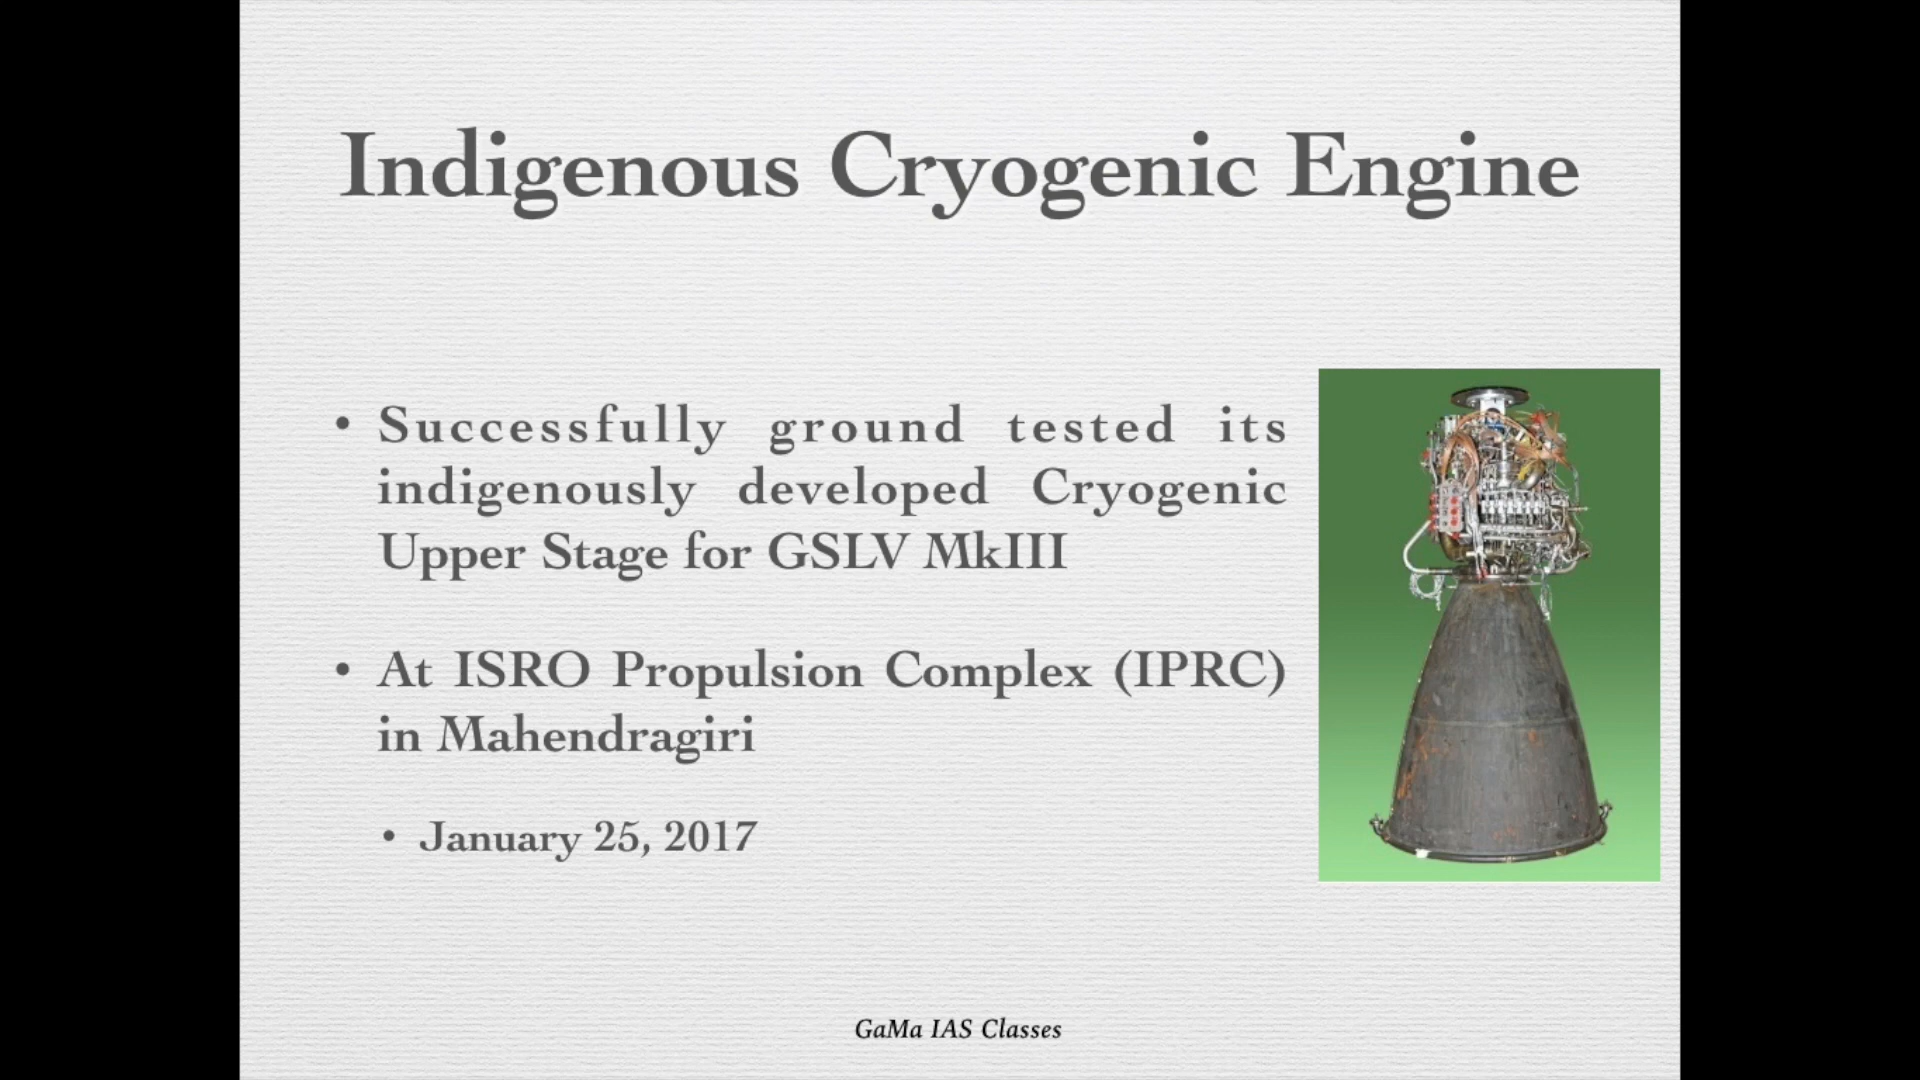 Indigenous Cryogenic Engine
• Successfully ground tested its
indigenously developed Cryogenic
Upper Stage for GSLV MkIII
• At ISRO Propulsion Complex (IPRC)
in Mahendragiri
• January 25, 2017
GaMa IAS Classes